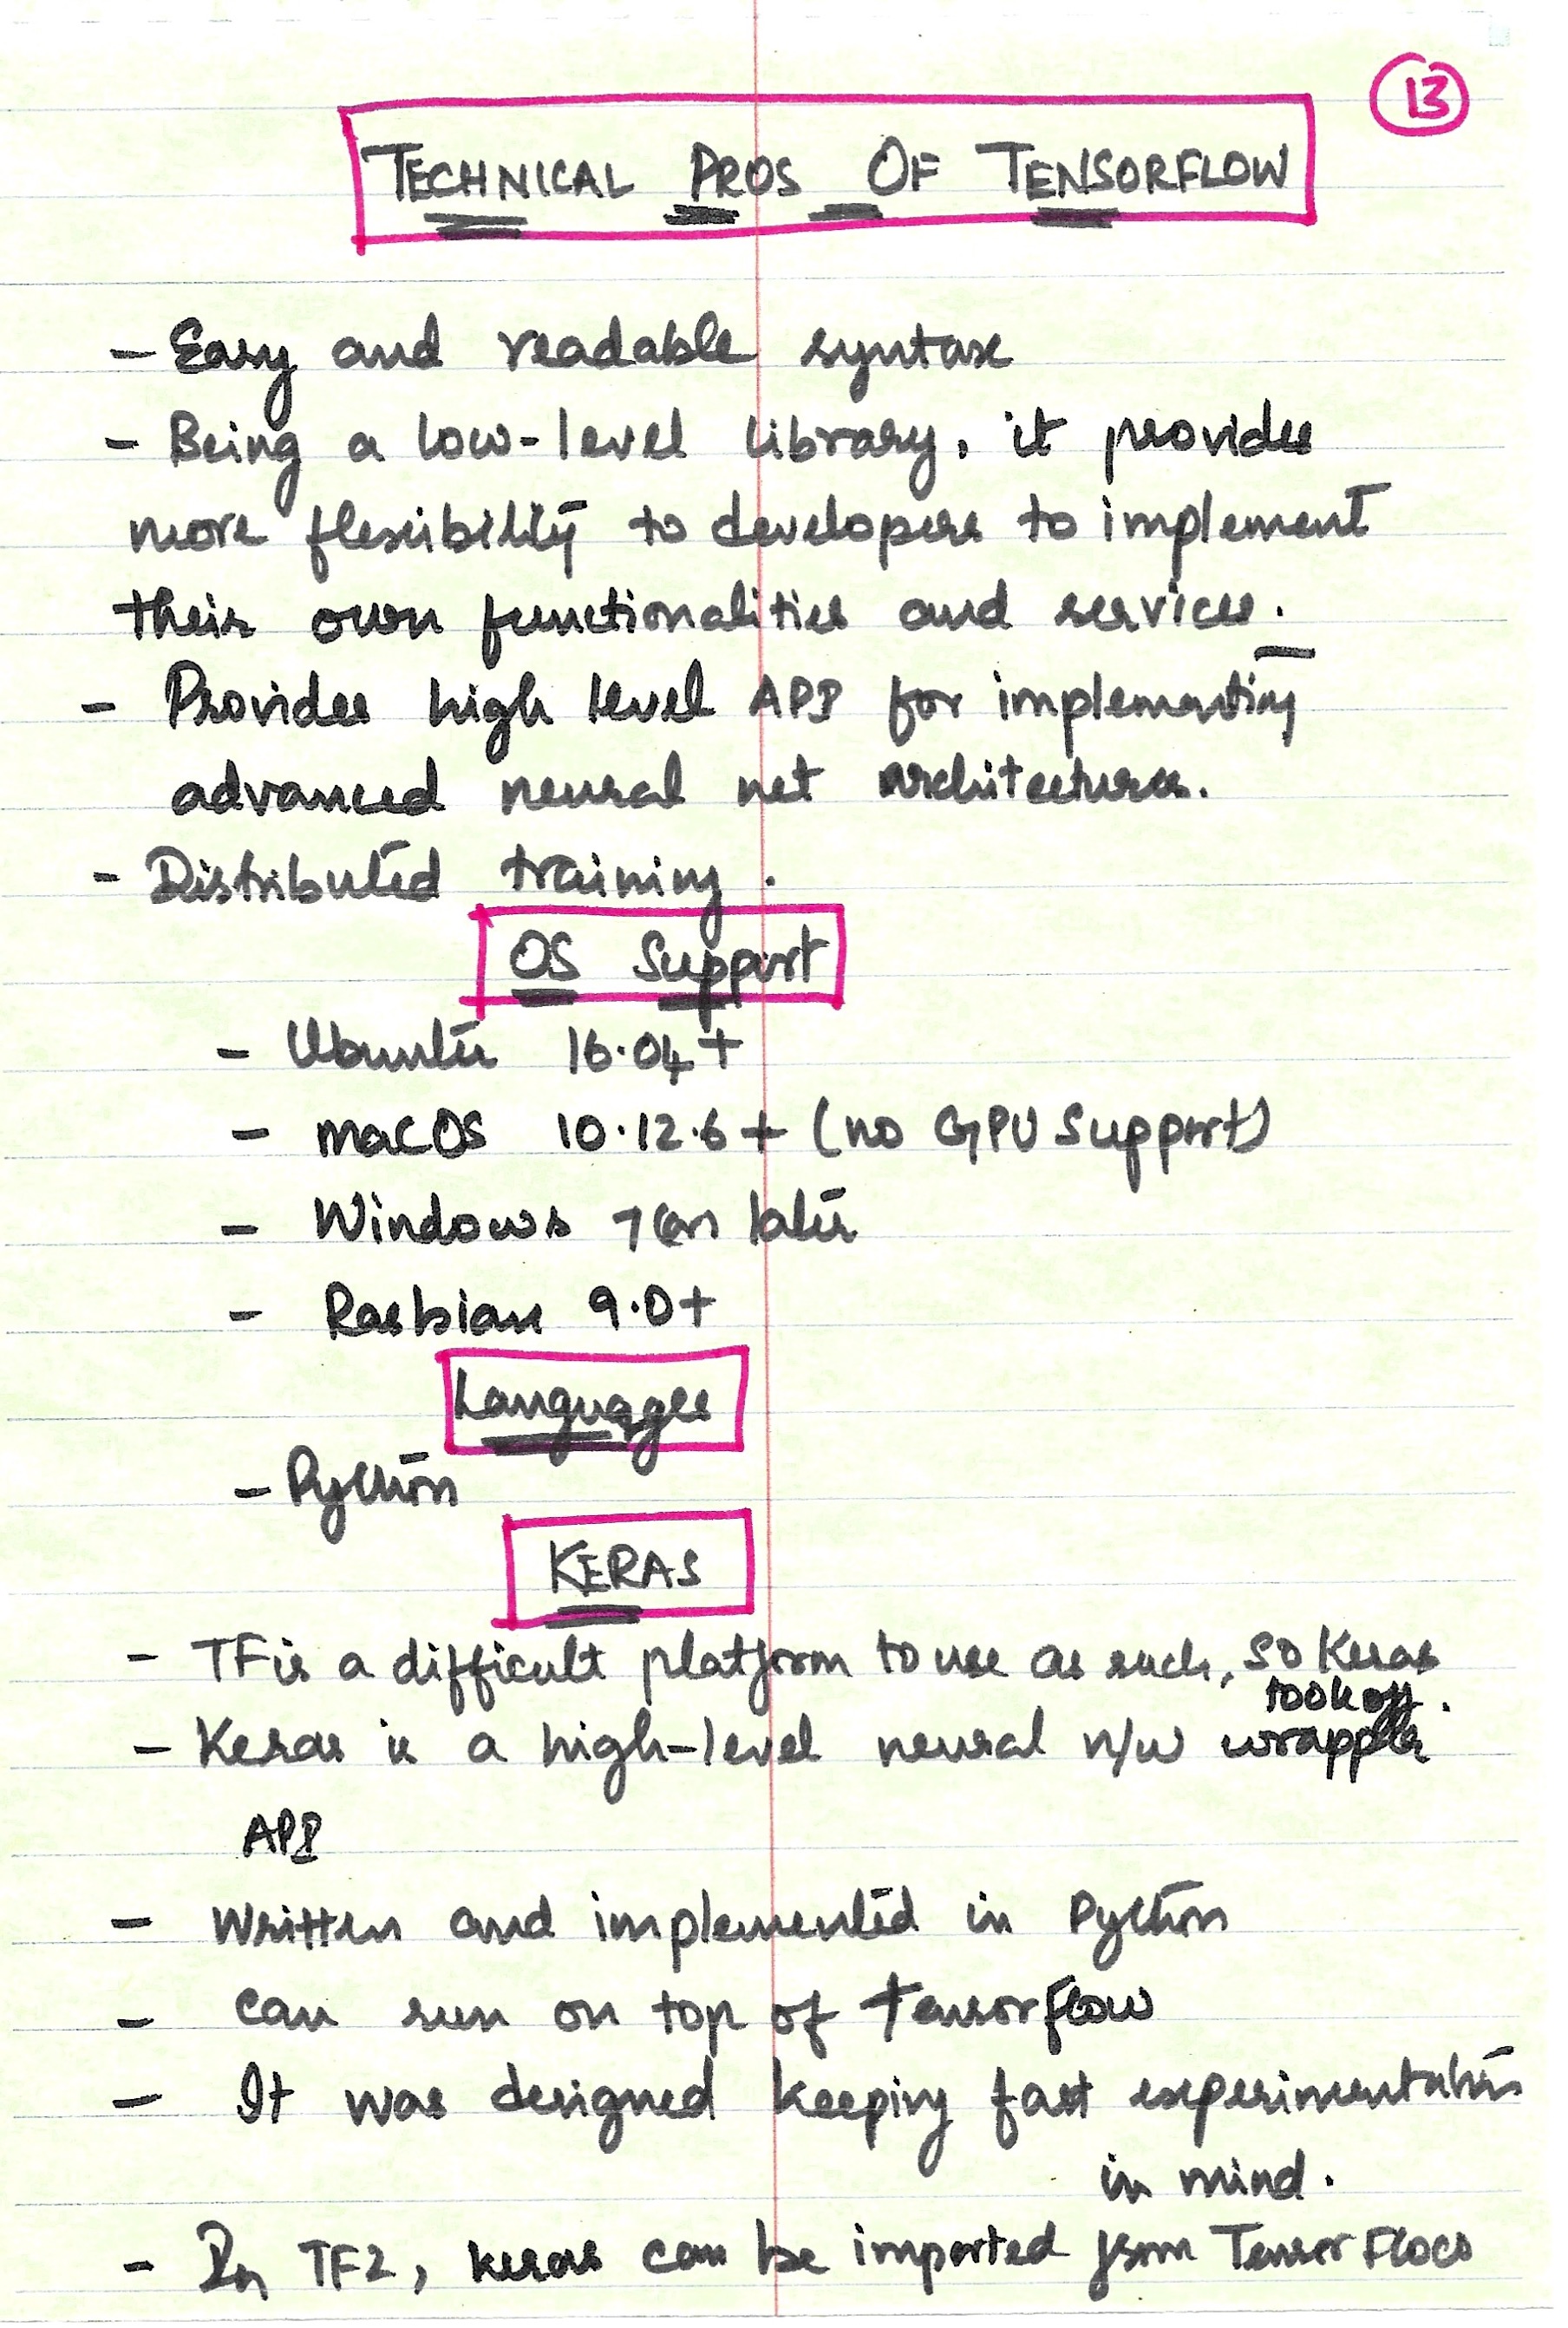 13
TECHNICAL PROS OF TENSORFLOW
- Easy and readable syntax
- Being a low-level library, it provides
more flexibility to developers to implement
their own functionalities and services.
- Provides high level API for implementing
advanced neural net architectures.
- Distributed training.
OS Support
- Ubuntu 16.04+
- macOS 10.12.6+ (no GPU Support)
- Windows 7 or later
- Rasbian 9.0+
Languages
- Python
KERAS
- TF is a difficult platform to use as such, so Keras
took off.
- Keras is a high-level neural n/w wrapper
API
- Written and implemented in Python
- can run on top of Tensorflow
- It was designed keeping fast experimentation
in mind.
- In TF2, keras can be imported from TensorFlow